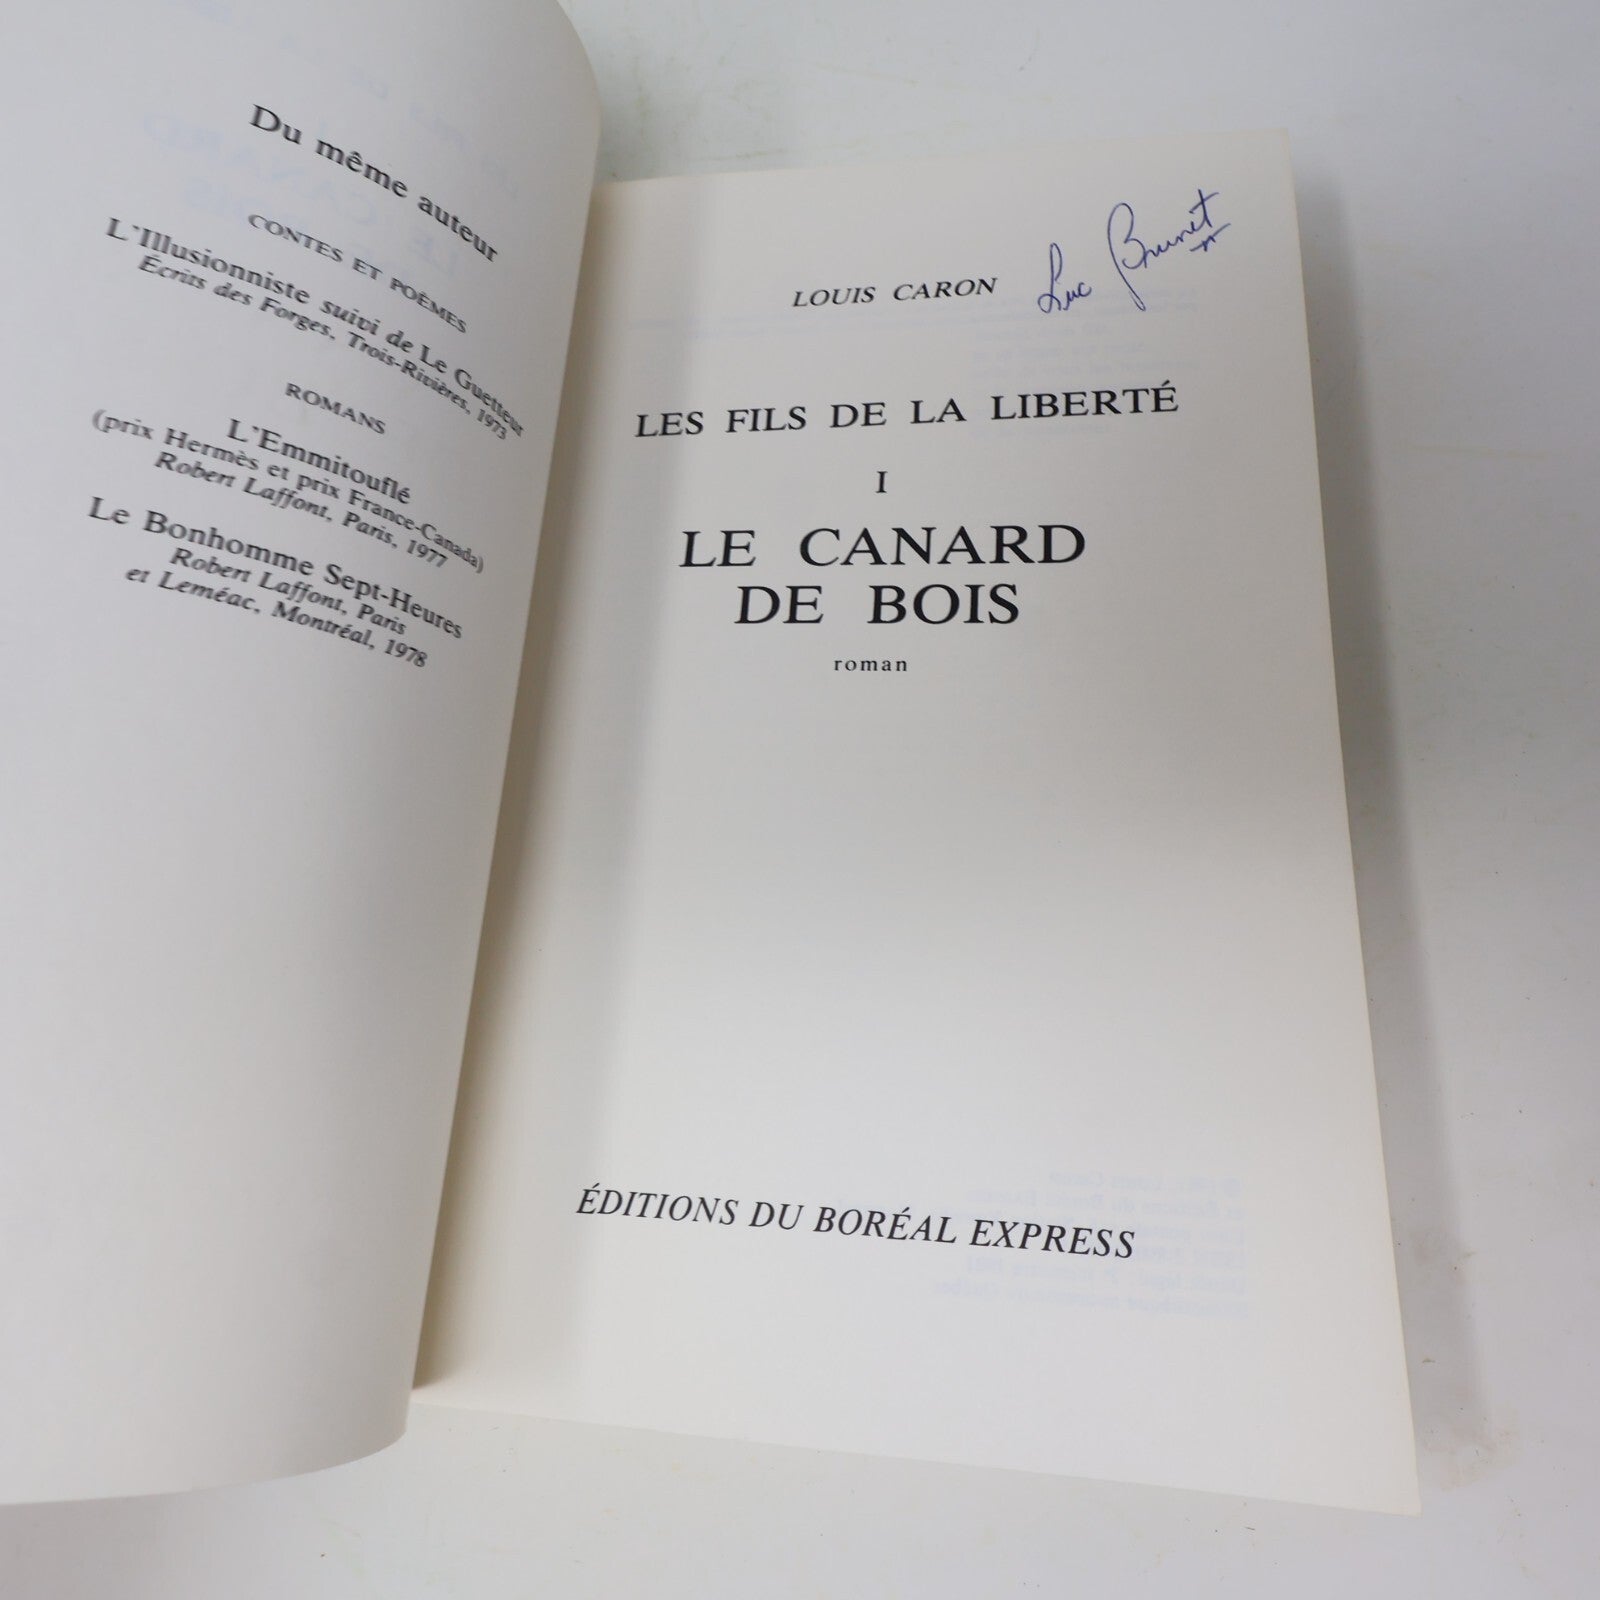 Du même auteur
CONTES ET POÈMES
L'Illusionniste suivi de Le Guetteur
Écrits des Forges, Trois-Rivières, 1973
ROMANS
L'Emmitouflé
(prix Hermès et prix France-Canada)
Robert Laffont, Paris, 1977
Le Bonhomme Sept-Heures
Robert Laffont, Paris
et Leméac, Montréal, 1978
LOUIS CARON
Luc Brunet
LES FILS DE LA LIBERTÉ
I
LE CANARD
DE BOIS
roman
ÉDITIONS DU BORÉAL EXPRESS